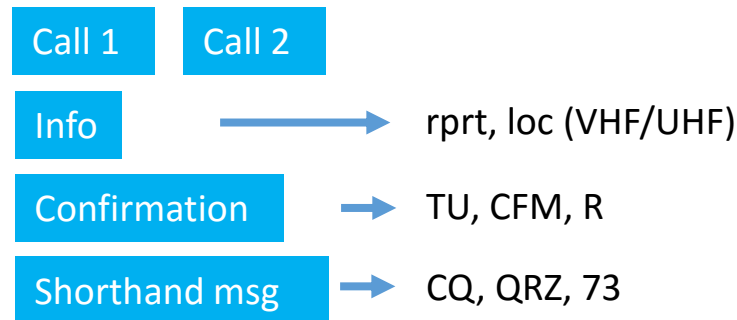 Call 1 Call 2
Info rprt, loc (VHF/UHF)
Confirmation TU, CFM, R
Shorthand msg CQ, QRZ, 73